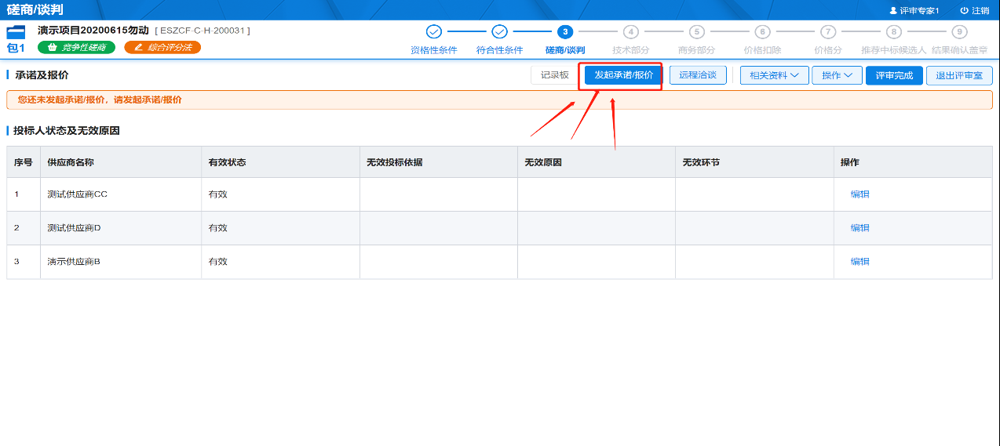 磋商/谈判
评审专家1 注销
演示项目20200615勿动 [ ESZCF-C-H-200031 ]
包1 竞争性磋商 综合评分法
3 4 5 6 7 8 9
资格性条件 符合性条件 磋商/谈判 技术部分 商务部分 价格扣除 价格分 推荐中标候选人 结果确认盖章
承诺及报价 记录板 发起承诺/报价 远程洽谈 相关资料 操作 评审完成 退出评审室
您还未发起承诺/报价，请发起承诺/报价
投标人状态及无效原因
序号 供应商名称 有效状态 无效投标依据 无效原因 无效环节 操作
1 测试供应商CC 有效 编辑
2 测试供应商D 有效 编辑
3 演示供应商B 有效 编辑